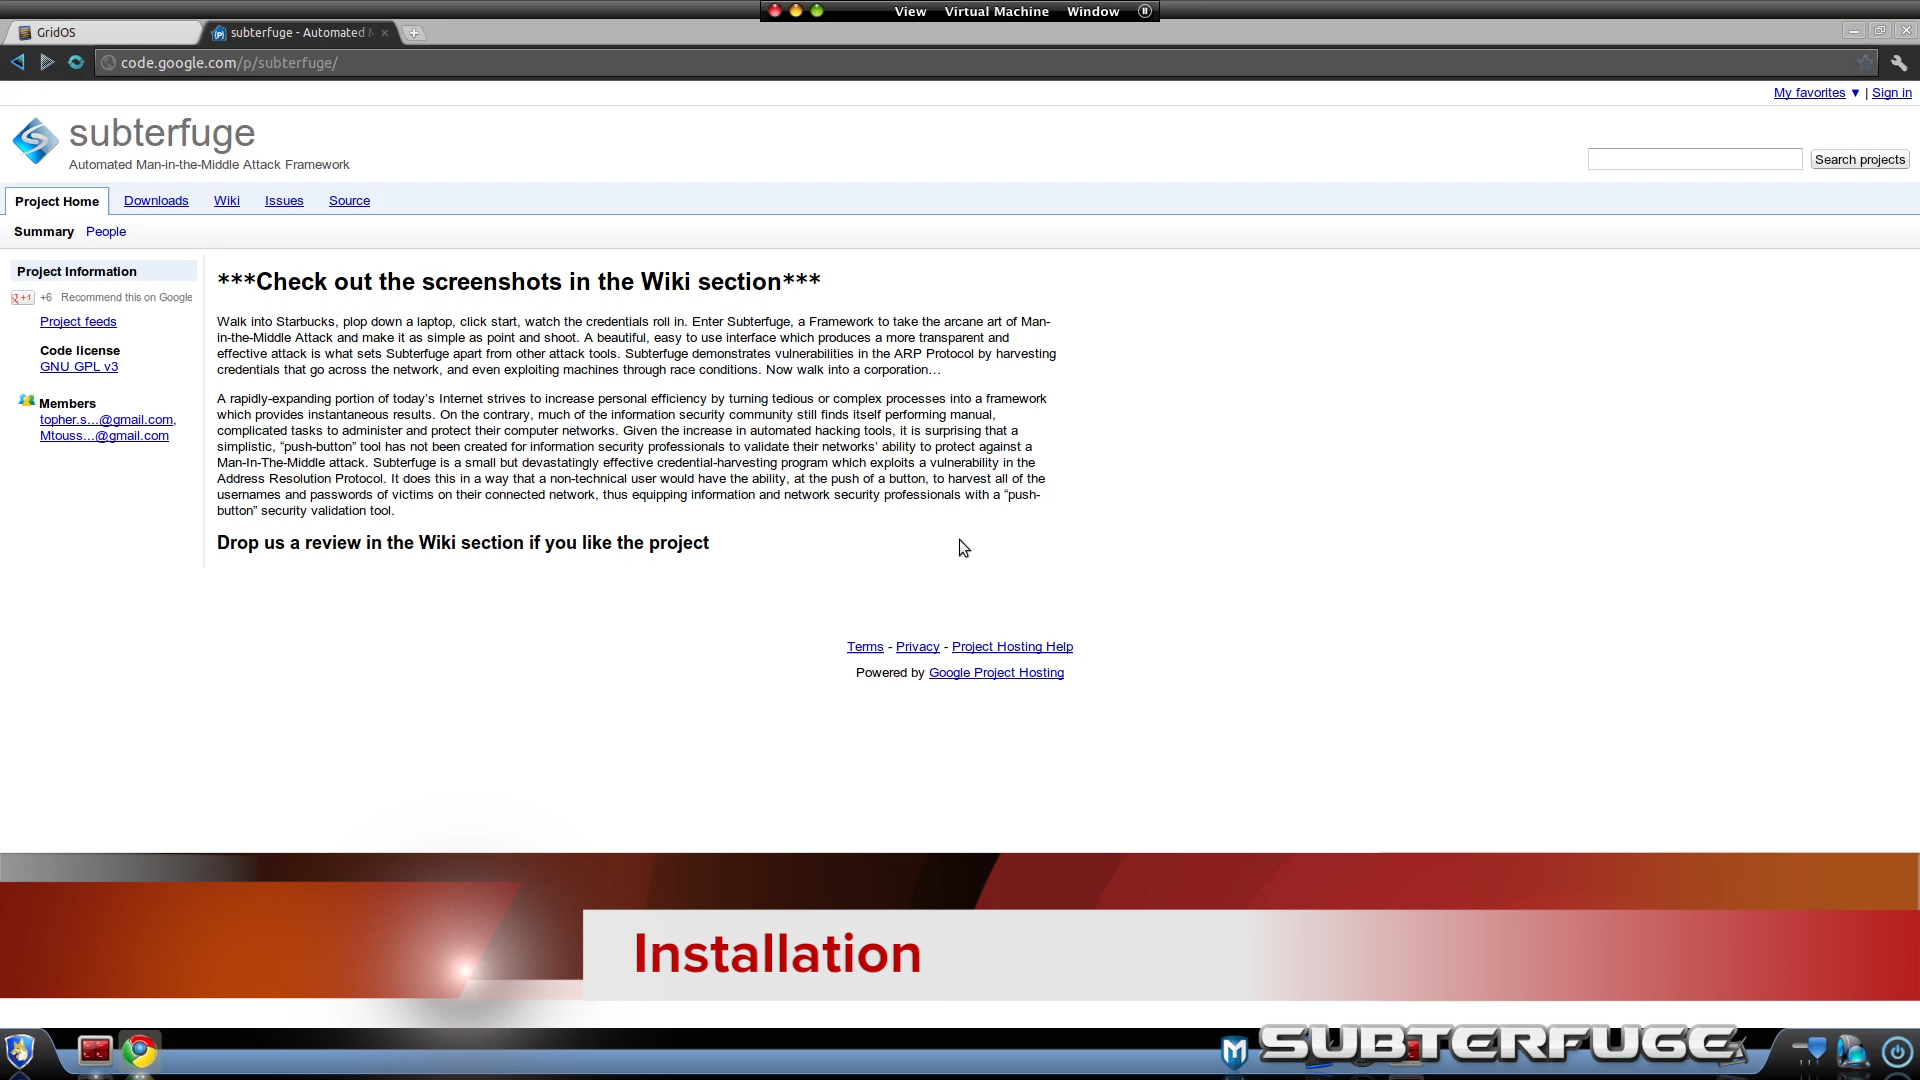 View Virtual Machine Window
GridOS
subterfuge - Automated
code.google.com/p/subterfuge/
My favorites ▼ | Sign in
subterfuge
Automated Man-in-the-Middle Attack Framework
Search projects
Project Home Downloads Wiki Issues Source
Summary People
Project Information
+1 +6 Recommend this on Google
Project feeds
Code license
GNU GPL v3
Members
topher.s...@gmail.com,
Mtouss...@gmail.com
***Check out the screenshots in the Wiki section***
Walk into Starbucks, plop down a laptop, click start, watch the credentials roll in. Enter Subterfuge, a Framework to take the arcane art of Man-
in-the-Middle Attack and make it as simple as point and shoot. A beautiful, easy to use interface which produces a more transparent and
effective attack is what sets Subterfuge apart from other attack tools. Subterfuge demonstrates vulnerabilities in the ARP Protocol by harvesting
credentials that go across the network, and even exploiting machines through race conditions. Now walk into a corporation…
A rapidly-expanding portion of today’s Internet strives to increase personal efficiency by turning tedious or complex processes into a framework
which provides instantaneous results. On the contrary, much of the information security community still finds itself performing manual,
complicated tasks to administer and protect their computer networks. Given the increase in automated hacking tools, it is surprising that a
simplistic, “push-button” tool has not been created for information security professionals to validate their networks’ ability to protect against a
Man-In-The-Middle attack. Subterfuge is a small but devastatingly effective credential-harvesting program which exploits a vulnerability in the
Address Resolution Protocol. It does this in a way that a non-technical user would have the ability, at the push of a button, to harvest all of the
usernames and passwords of victims on their connected network, thus equipping information and network security professionals with a “push-
button” security validation tool.
Drop us a review in the Wiki section if you like the project
Terms - Privacy - Project Hosting Help
Powered by Google Project Hosting
Installation
SUBTERFUGE